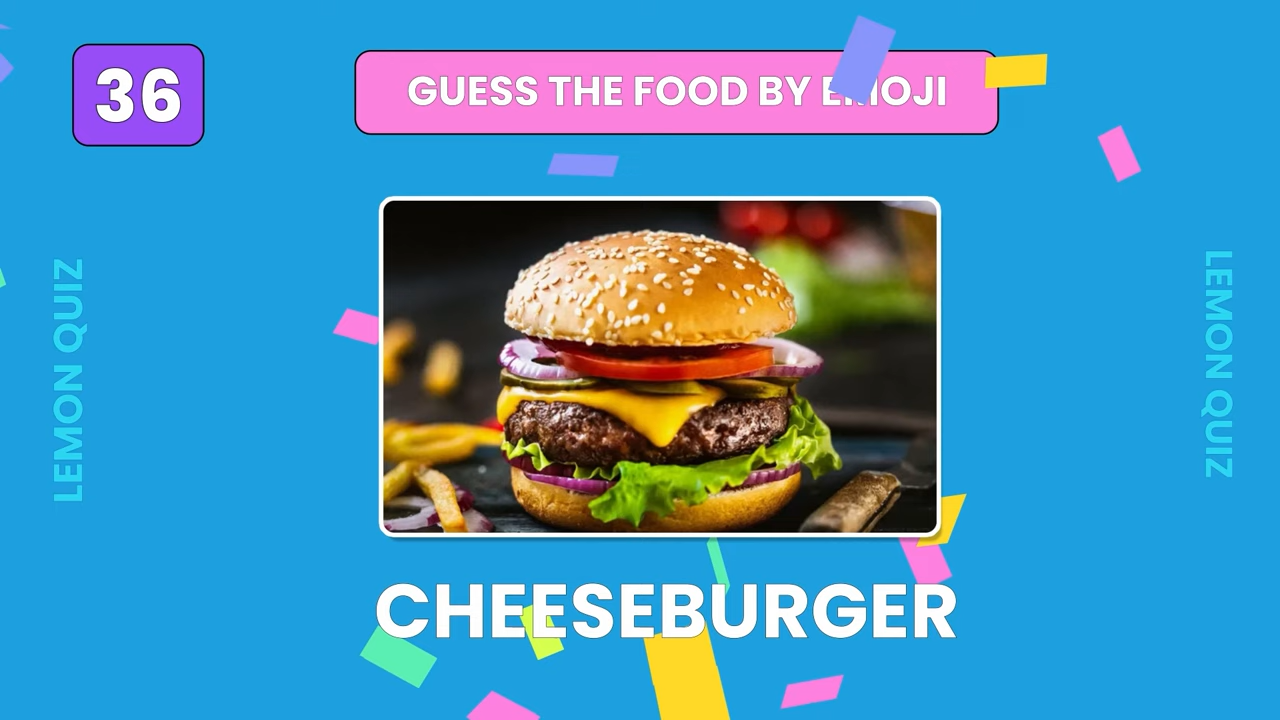 36
GUESS THE FOOD BY EMOJI
LEMON QUIZ
LEMON QUIZ
CHEESEBURGER